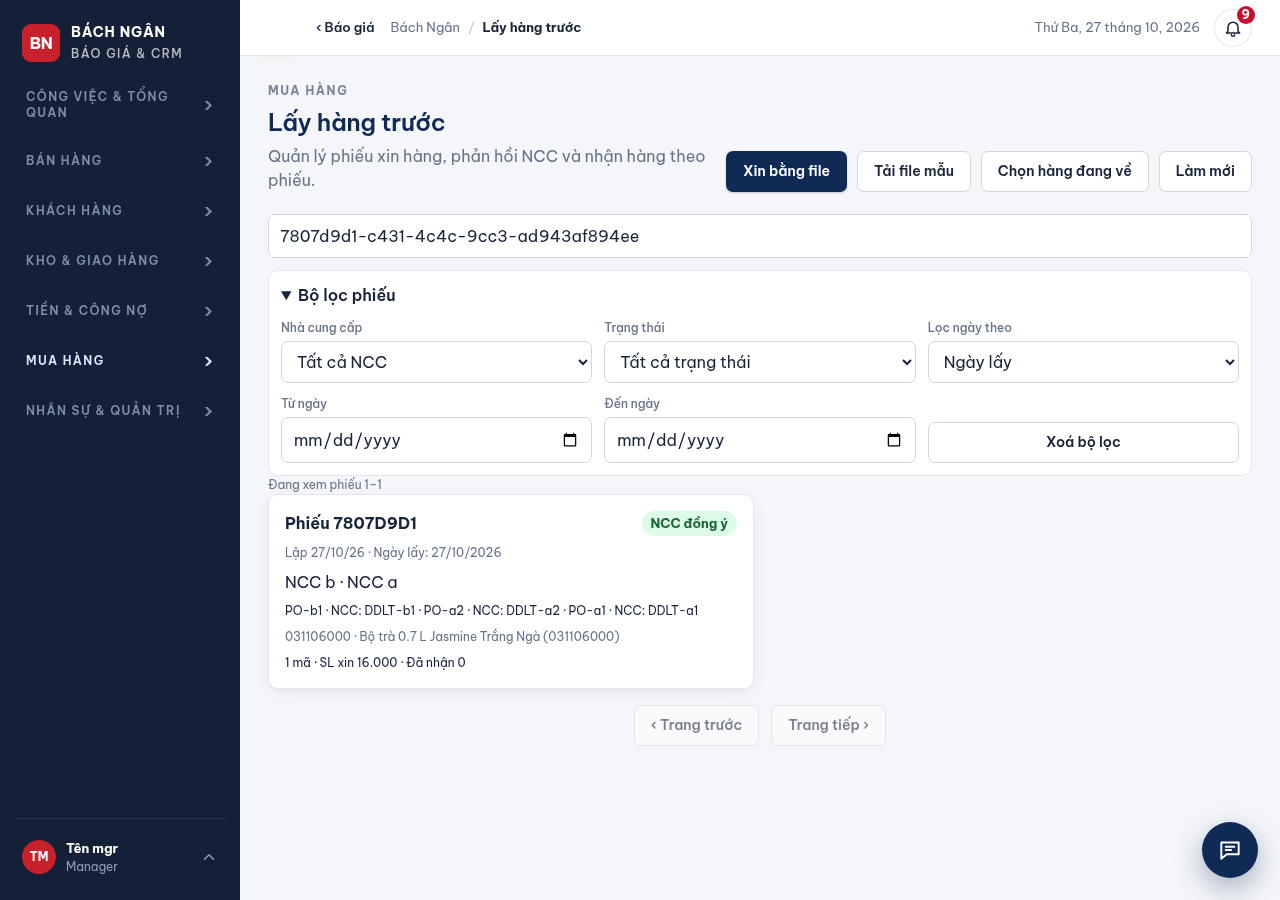 BN
BÁCH NGÂN
BÁO GIÁ & CRM
CÔNG VIỆC & TỔNG QUAN
BÁN HÀNG
KHÁCH HÀNG
KHO & GIAO HÀNG
TIỀN & CÔNG NỢ
MUA HÀNG
NHÂN SỰ & QUẢN TRỊ
TM
Tên mgr
Manager
‹ Báo giá
Bách Ngân / Lấy hàng trước
Thứ Ba, 27 tháng 10, 2026
9
MUA HÀNG
Lấy hàng trước
Quản lý phiếu xin hàng, phản hồi NCC và nhận hàng theo phiếu.
Xin bằng file
Tải file mẫu
Chọn hàng đang về
Làm mới
7807d9d1-c431-4c4c-9cc3-ad943af894ee
▼ Bộ lọc phiếu
Nhà cung cấp
Trạng thái
Lọc ngày theo
Tất cả NCC
Tất cả trạng thái
Ngày lấy
Từ ngày
Đến ngày
mm/dd/yyyy
mm/dd/yyyy
Xoá bộ lọc
Đang xem phiếu 1–1
Phiếu 7807D9D1
NCC đồng ý
Lập 27/10/26 · Ngày lấy: 27/10/2026
NCC b · NCC a
PO-b1 · NCC: DDLT-b1 · PO-a2 · NCC: DDLT-a2 · PO-a1 · NCC: DDLT-a1
031106000 · Bộ trà 0.7 L Jasmine Trắng Ngà (031106000)
1 mã · SL xin 16.000 · Đã nhận 0
‹ Trang trước
Trang tiếp ›